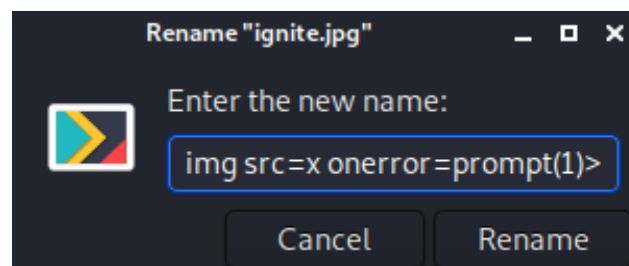 Rename "ignite.jpg"
Enter the new name:
img src=x onerror=prompt(1)>
Cancel Rename